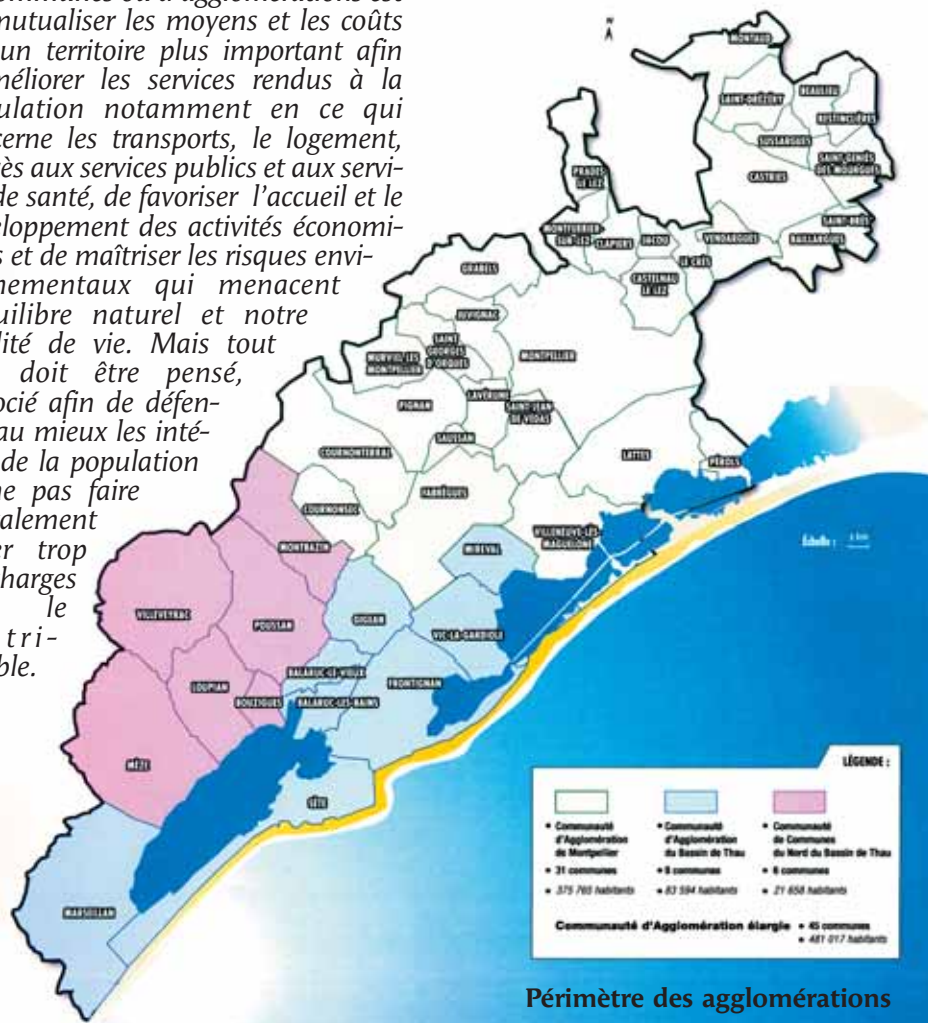 ommunes ou d'agglomérations est
mutualiser les moyens et les coûts
un territoire plus important afin
méliorer les services rendus à la
ulation notamment en ce qui
cerne les transports, le logement,
ès aux services publics et aux servi-
de santé, de favoriser l'accueil et le
eloppement des activités économi-
s et de maîtriser les risques envi-
nementaux qui menacent
uilibre naturel et notre
lité de vie. Mais tout
doit être pensé,
ocié afin de défen-
au mieux les inté-
de la population
ne pas faire
alement
er trop
harges
le
tri-
ble.
N
MONTAUD
SAINT-DRÉZÉRY
BEAULIEU
RESTINCLIÈRES
SUSSARGUES
SAINT-GENIÈS
DES MOURGUES
CASTRIES
PRADES
LE LEZ
SAINT-BRÈS
MONTFERRIER
SUR-LEZ
CLAPIERS
JACOU
VENDARGUES
BAILLARGUES
LE CRÈS
CASTELNAU
LE LEZ
GRABELS
JUVIGNAC
SAINT
GEORGES
D'ORQUES
MURVIEL-LES
MONTPELLIER
MONTPELLIER
LAVÉRUNE
PIGNAN
SAINT-JEAN
DE VÉDAS
SAUSSAN
COURNONTERRAL
LATTES
PÉROLS
FABRÈGUES
COURNONSEC
VILLENEUVE-LÈS
MAGUELONE
MIREVAL
MONTBAZIN
Échelle : 1 km
VILLEVEYRAC
POUSSAN
GIGEAN
VIC-LA-GARDIOLE
BALARUC-LE-VIEUX
FRONTIGNAN
LOUPIAN
BOUZIGUES
BALARUC-LES-BAINS
MÈZE
SÈTE
MARSEILLAN
LÉGENDE :
• Communauté
d'Agglomération
de Montpellier
• 31 communes
• 375 765 habitants
• Communauté
d'Agglomération
du Bassin de Thau
• 8 communes
• 83 594 habitants
• Communauté
de Communes
du Nord du Bassin de Thau
• 6 communes
• 21 658 habitants
Communauté d'Agglomération élargie • 45 communes
• 481 017 habitants
Périmètre des agglomérations